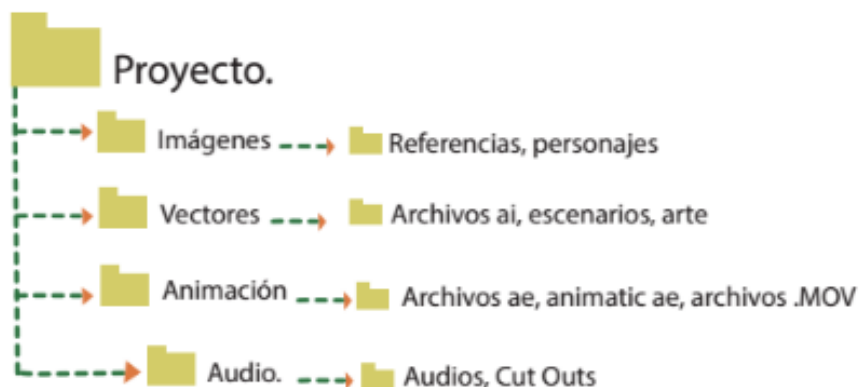 Proyecto.
Imágenes
Referencias, personajes
Vectores
Archivos ai, escenarios, arte
Animación
Archivos ae, animatic ae, archivos .MOV
Audio.
Audios, Cut Outs